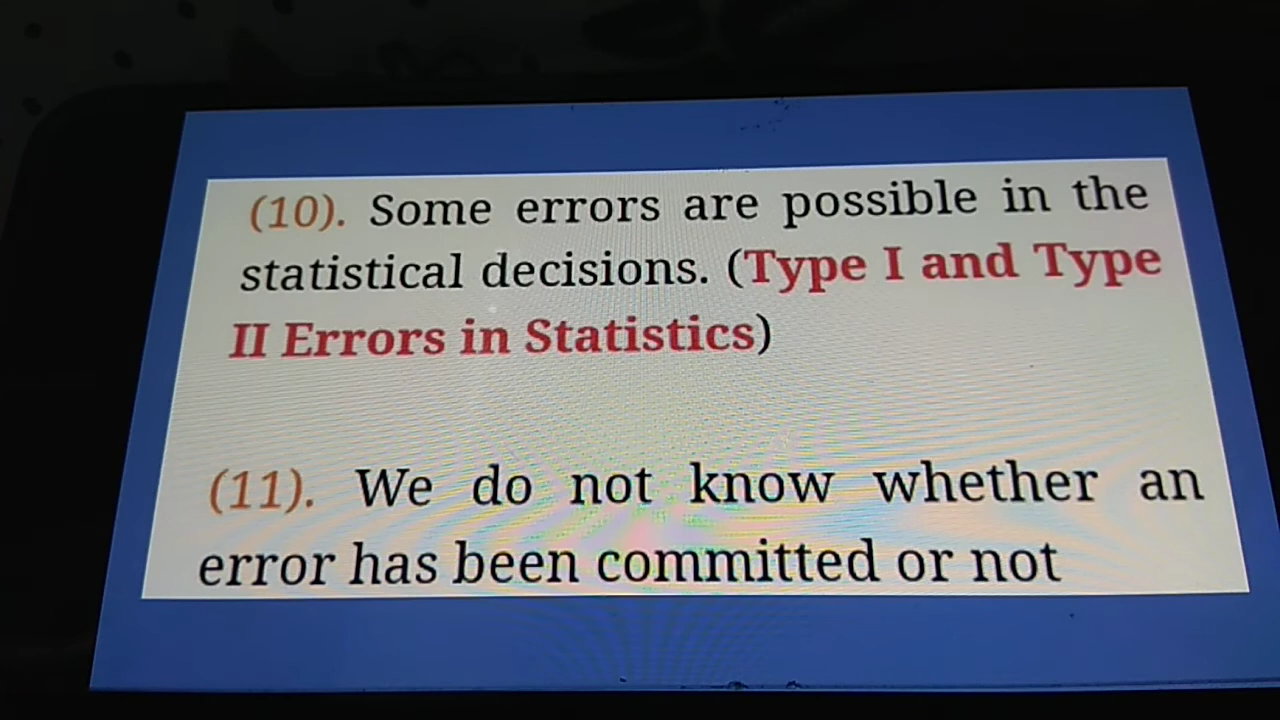 (10). Some errors are possible in the
statistical decisions. (Type I and Type
II Errors in Statistics)
(11). We do not know whether an
error has been committed or not